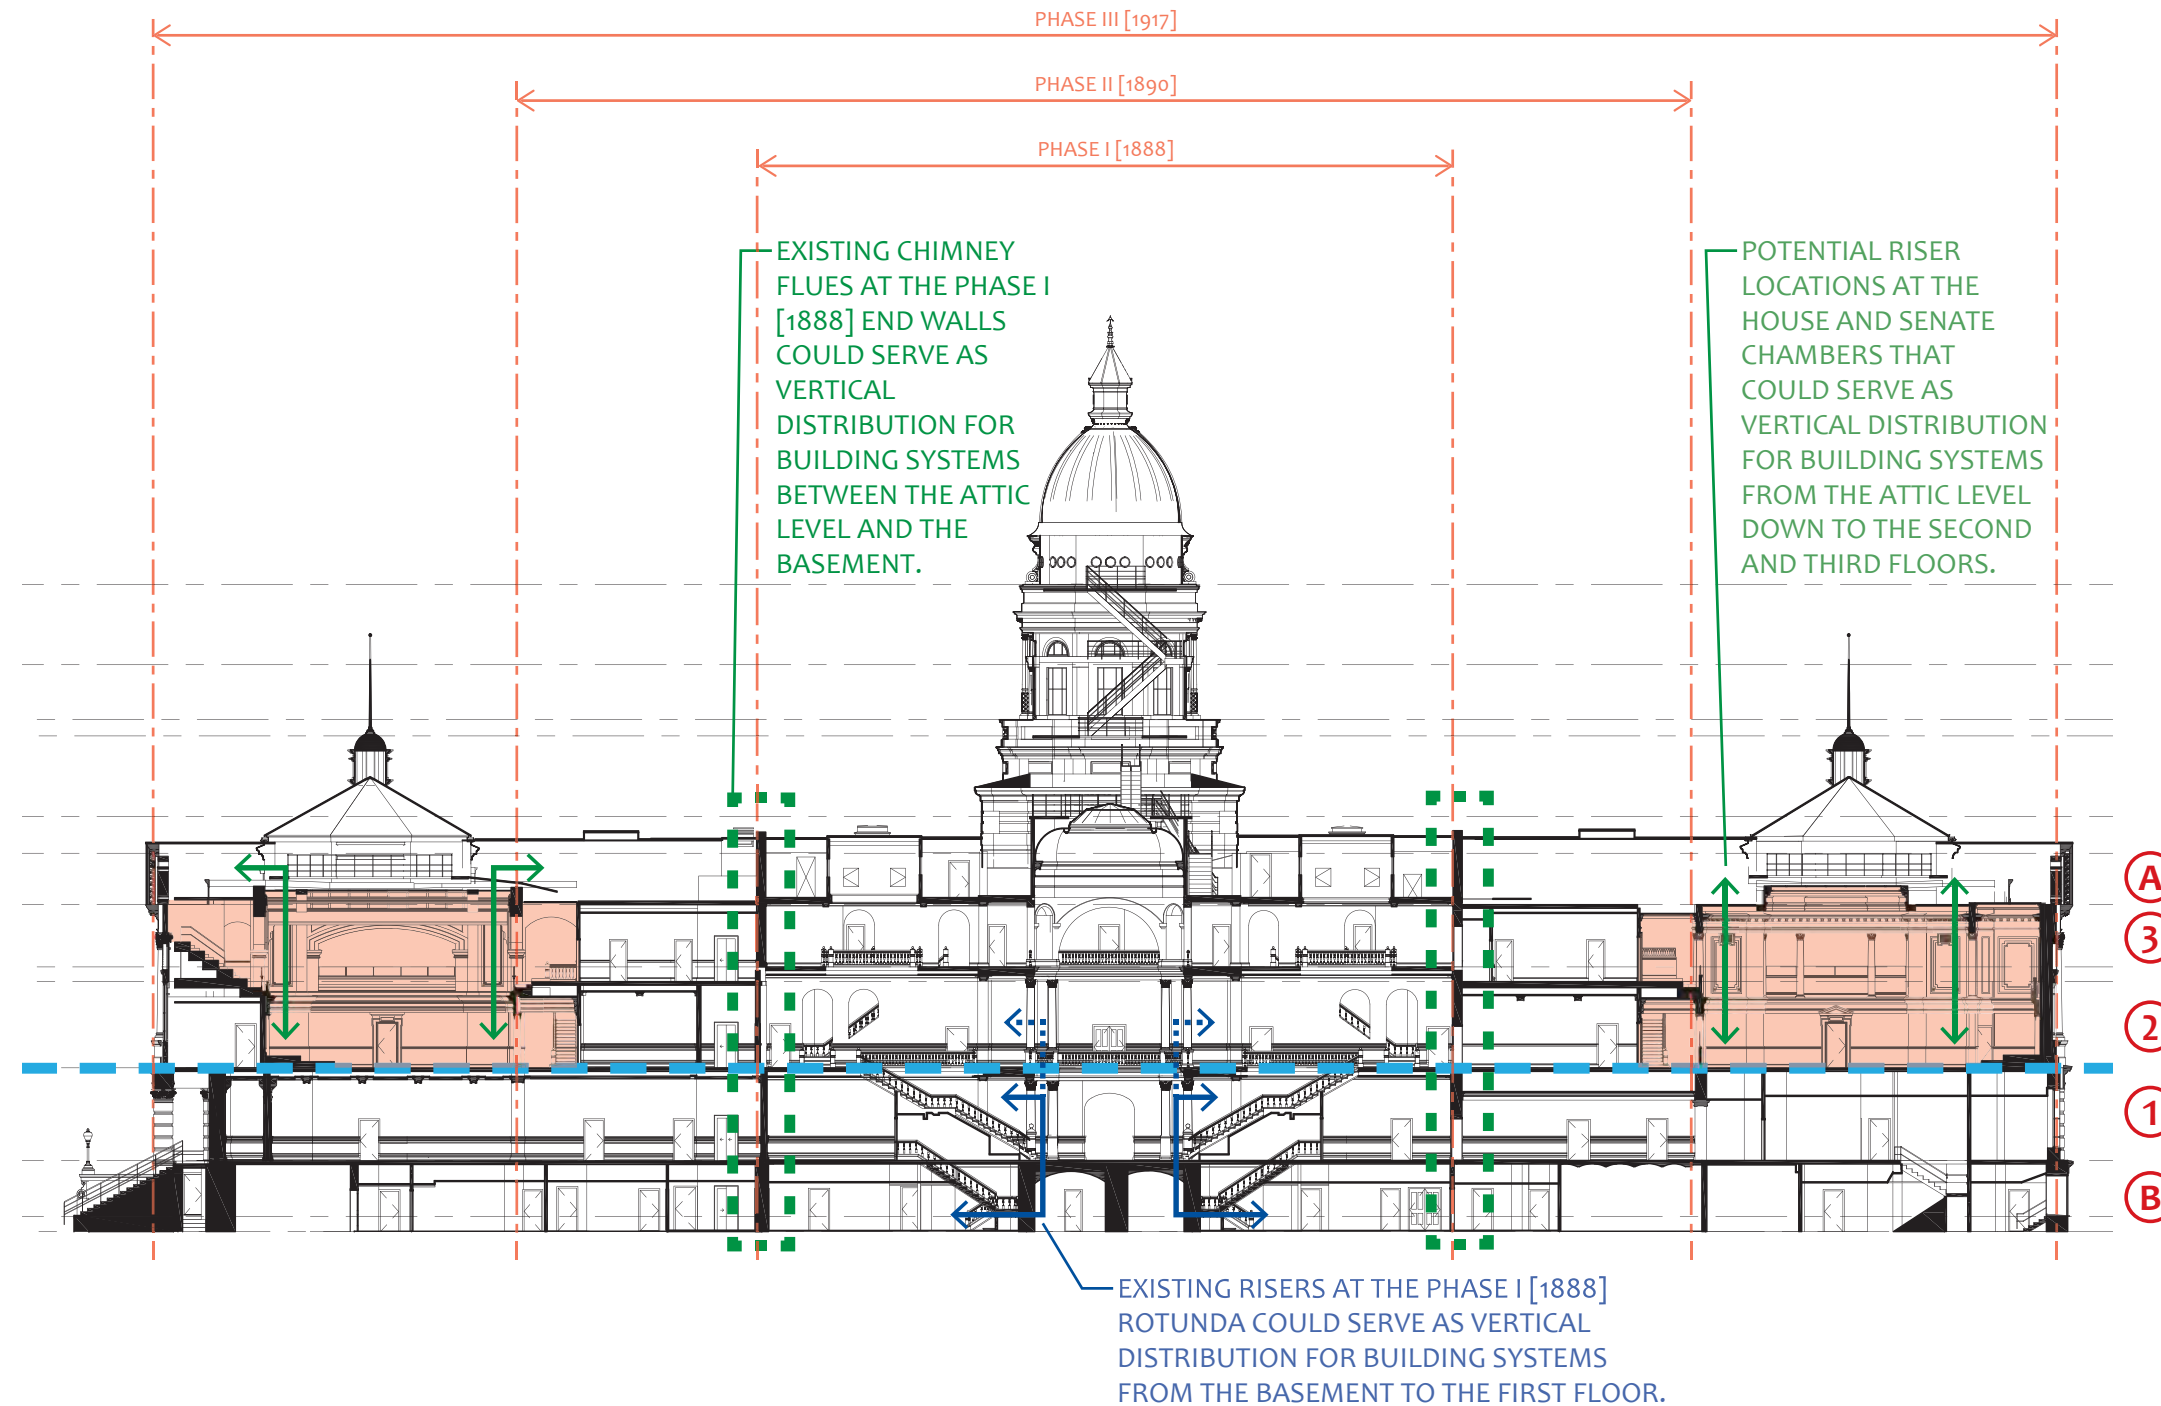 PHASE III [1917]
PHASE II [1890]
PHASE I [1888]
EXISTING CHIMNEY
FLUES AT THE PHASE I
[1888] END WALLS
COULD SERVE AS
VERTICAL
DISTRIBUTION FOR
BUILDING SYSTEMS
BETWEEN THE ATTIC
LEVEL AND THE
BASEMENT.
POTENTIAL RISER
LOCATIONS AT THE
HOUSE AND SENATE
CHAMBERS THAT
COULD SERVE AS
VERTICAL DISTRIBUTION
FOR BUILDING SYSTEMS
FROM THE ATTIC LEVEL
DOWN TO THE SECOND
AND THIRD FLOORS.
A
3
2
1
B
EXISTING RISERS AT THE PHASE I [1888]
ROTUNDA COULD SERVE AS VERTICAL
DISTRIBUTION FOR BUILDING SYSTEMS
FROM THE BASEMENT TO THE FIRST FLOOR.